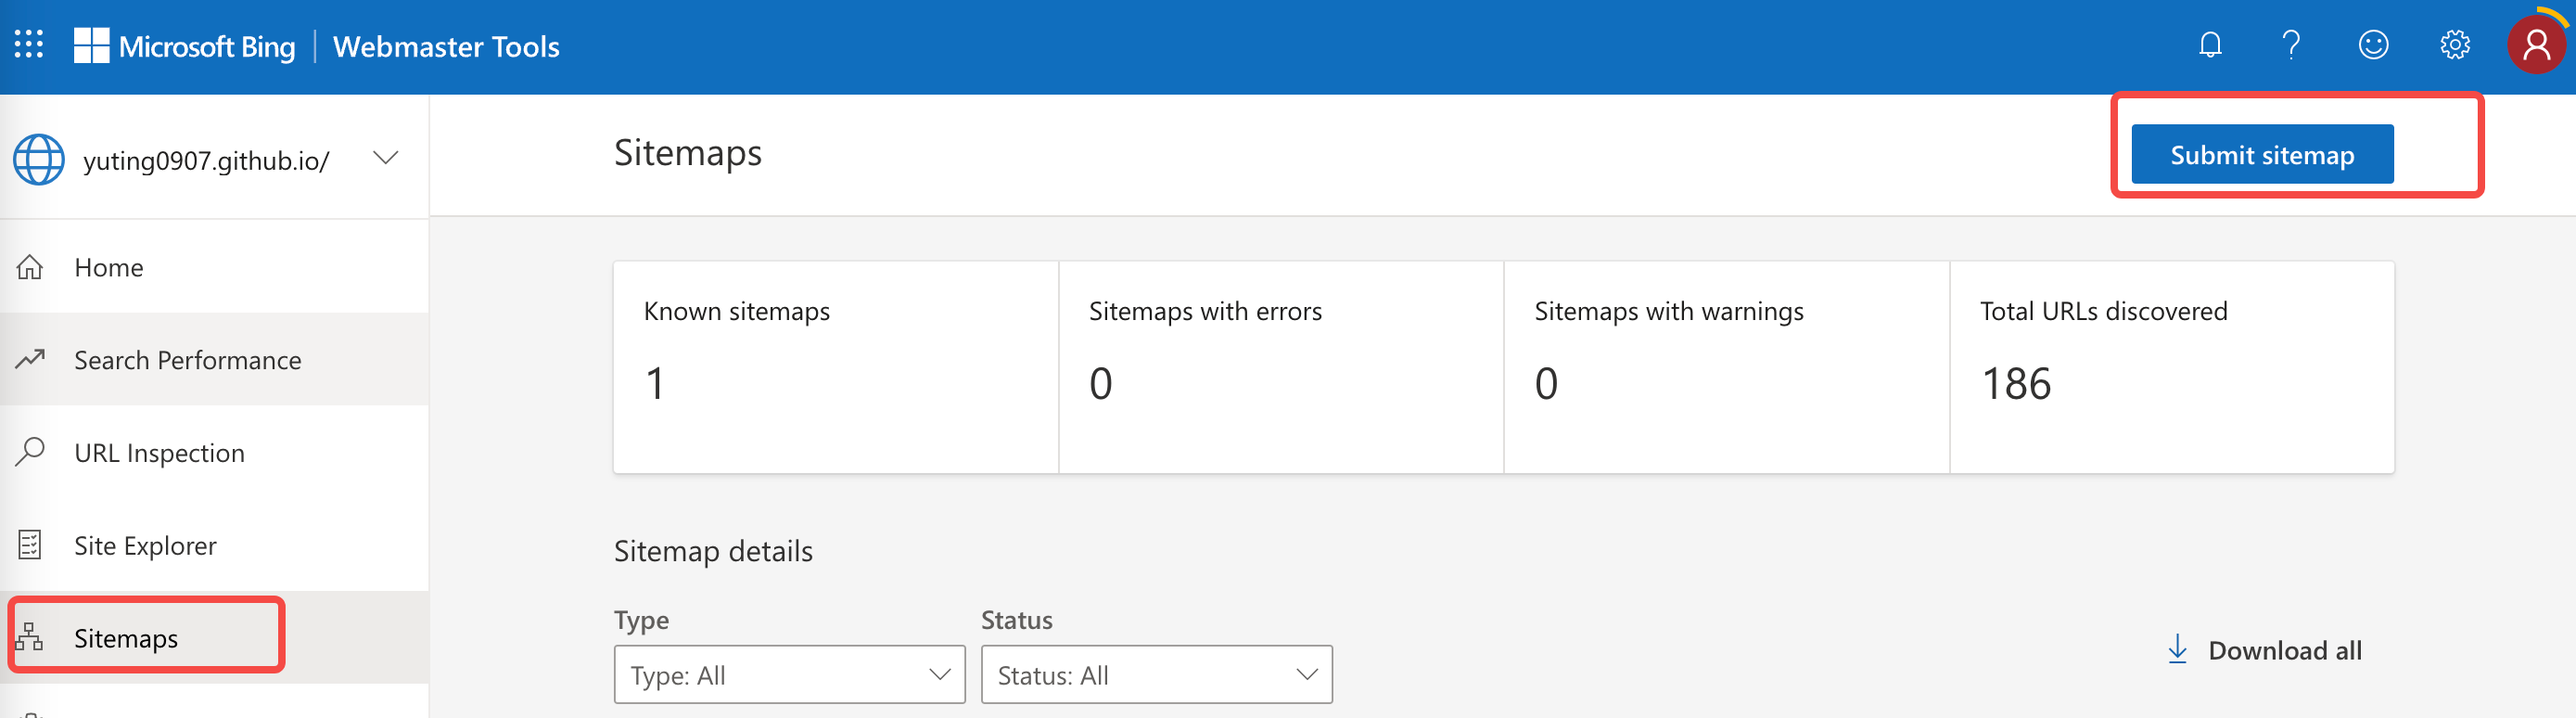 Microsoft Bing | Webmaster Tools
yuting0907.github.io/
Sitemaps
Submit sitemap
Home
Search Performance
URL Inspection
Site Explorer
Sitemaps
Known sitemaps
1
Sitemaps with errors
0
Sitemaps with warnings
0
Total URLs discovered
186
Sitemap details
Type
Type: All
Status
Status: All
Download all